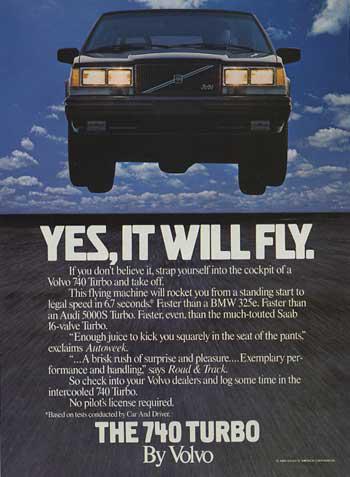 Turbo
YES, IT WILL FLY.
If you don't believe it, strap yourself into the cockpit of a
Volvo 740 Turbo and take off.
This flying machine will rocket you from a standing start to
legal speed in 6.7 seconds.* Faster than a BMW 325e. Faster than
an Audi 5000S Turbo. Faster, even, than the much-touted Saab
16-valve Turbo.
"Enough juice to kick you squarely in the seat of the pants,"
exclaims Autoweek.
"...A brisk rush of surprise and pleasure....Exemplary per-
formance and handling," says Road & Track.
So check into your Volvo dealers and log some time in the
intercooled 740 Turbo.
No pilot's license required.
*Based on tests conducted by Car And Driver.
THE 740 TURBO
By Volvo